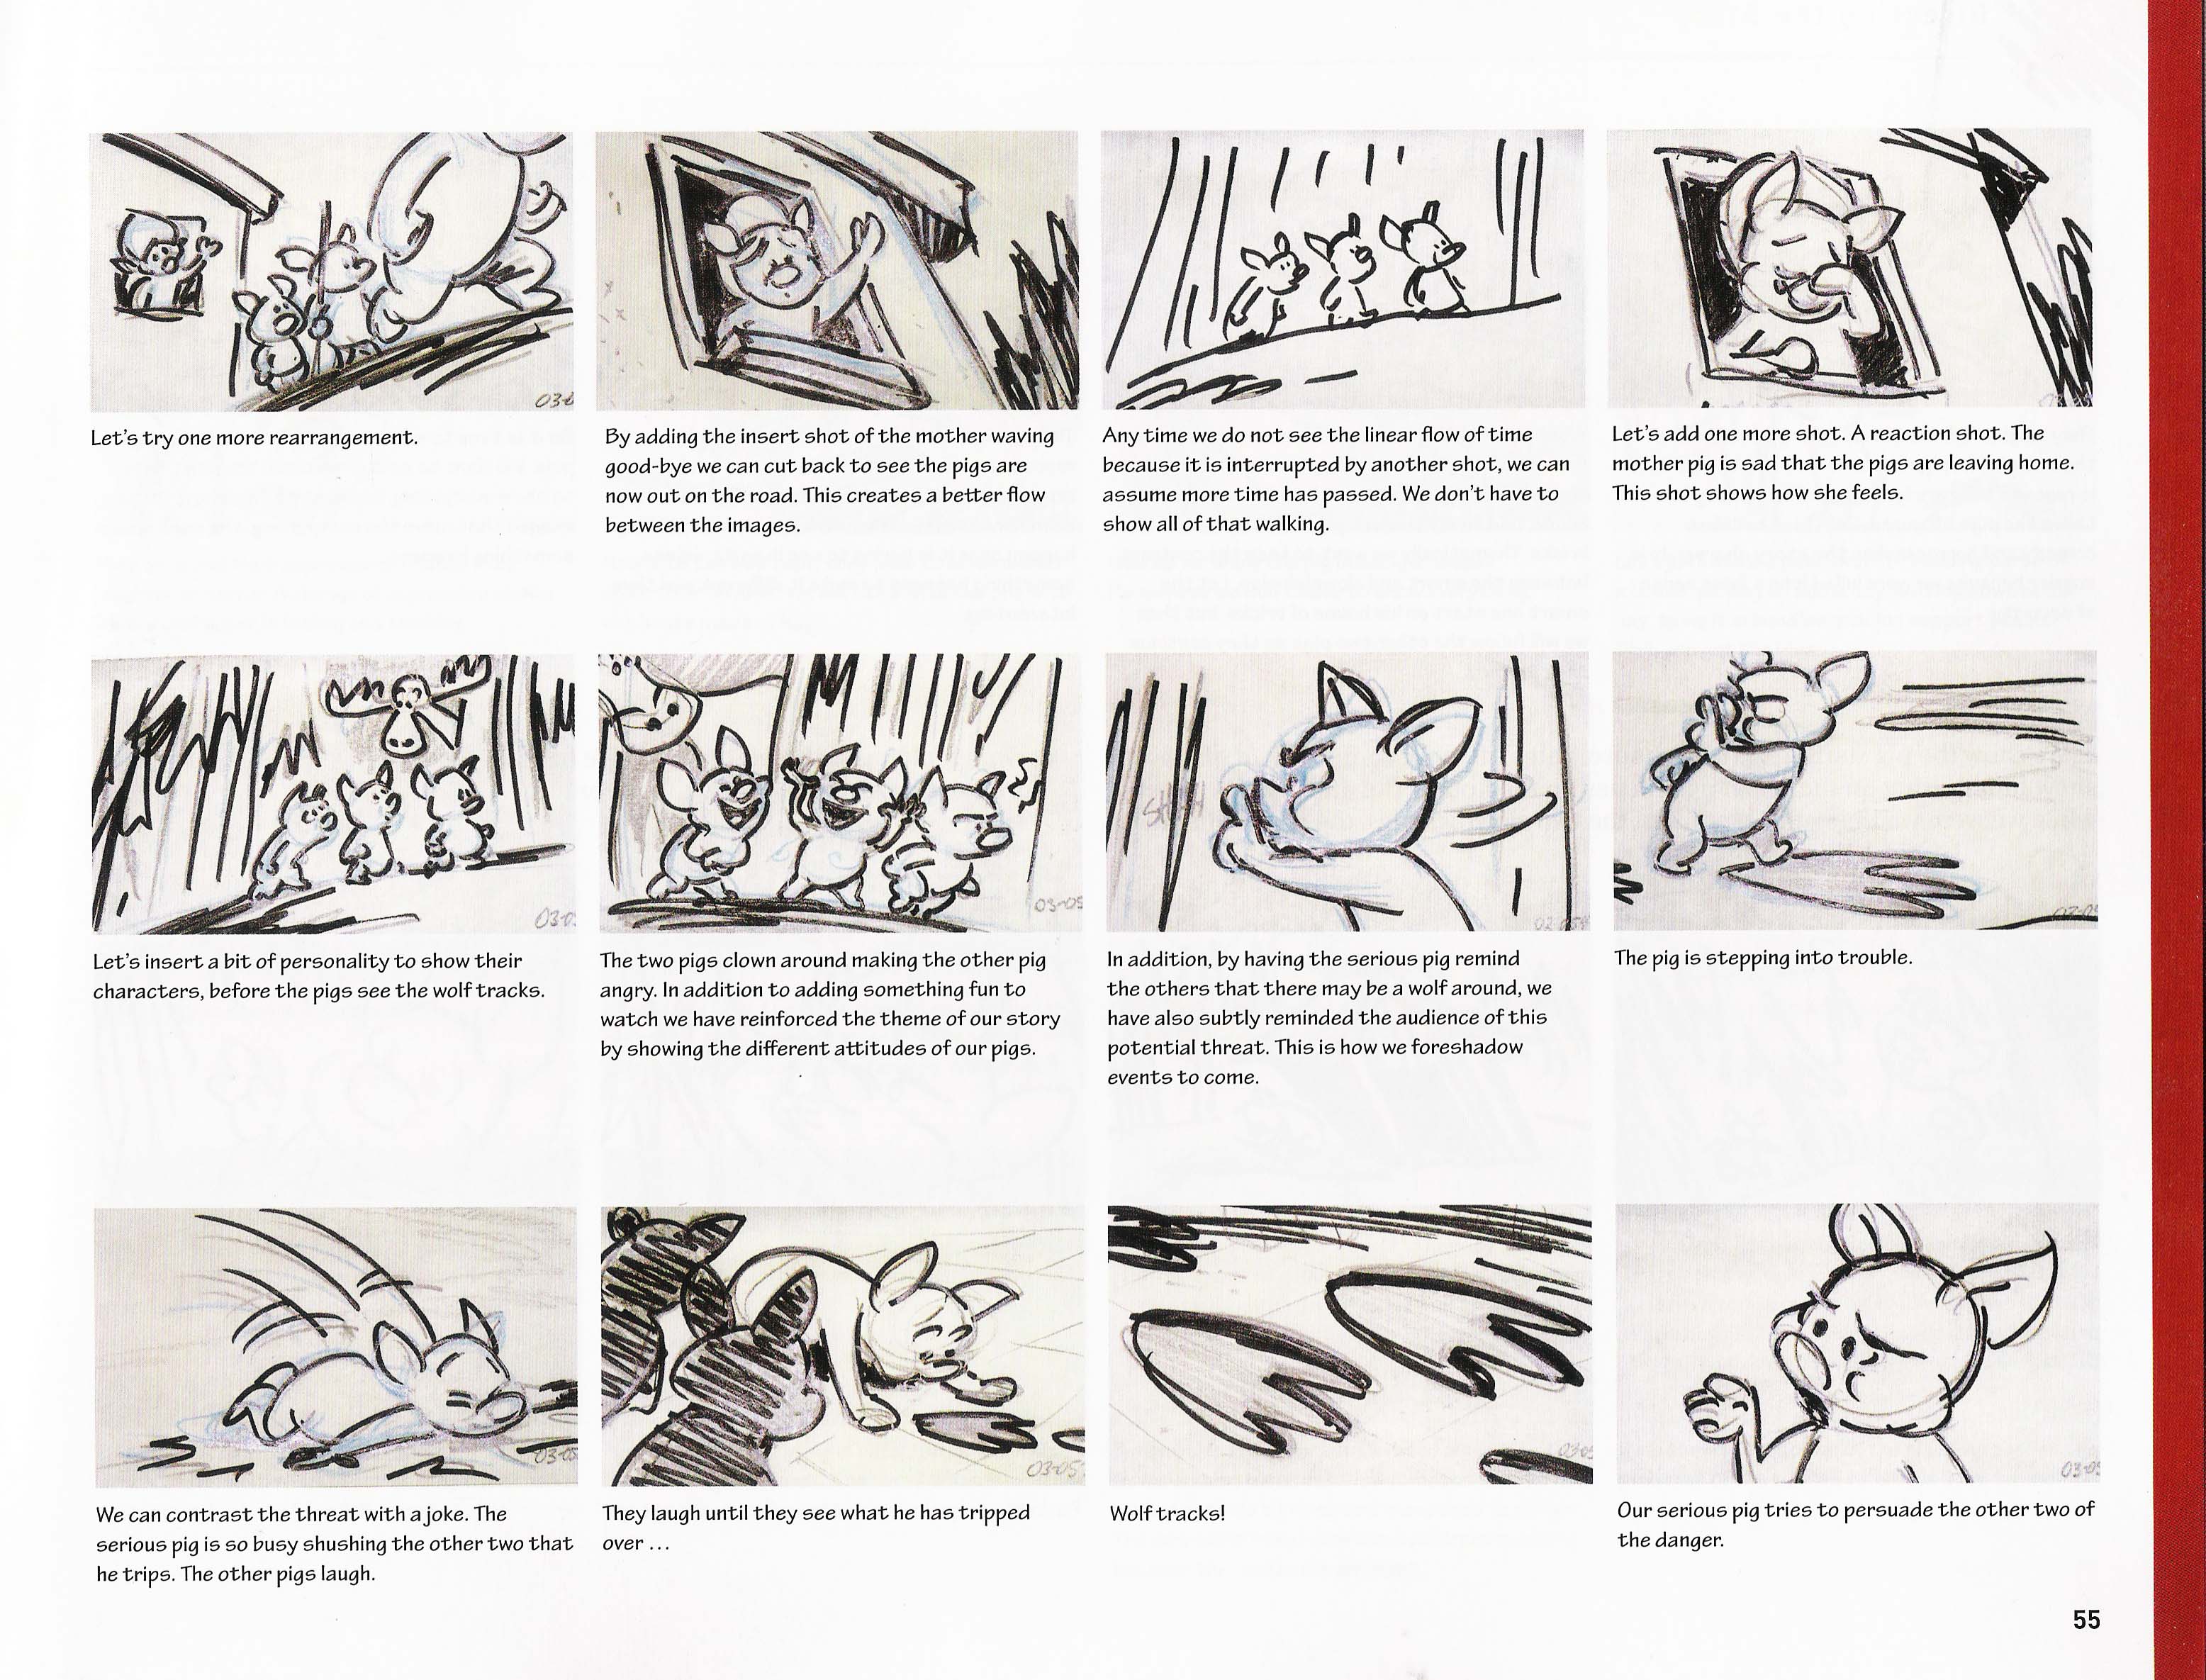 03-0
Let's try one more rearrangement.
By adding the insert shot of the mother waving
good-bye we can cut back to see the pigs are
now out on the road. This creates a better flow
between the images.
Any time we do not see the linear flow of time
because it is interrupted by another shot, we can
assume more time has passed. We don't have to
show all of that walking.
Let's add one more shot. A reaction shot. The
mother pig is sad that the pigs are leaving home.
This shot shows how she feels.
03-0
03-05
SHHH
Let's insert a bit of personality to show their
characters, before the pigs see the wolf tracks.
The two pigs clown around making the other pig
angry. In addition to adding something fun to
watch we have reinforced the theme of our story
by showing the different attitudes of our pigs.
In addition, by having the serious pig remind
the others that there may be a wolf around, we
have also subtly reminded the audience of this
potential threat. This is how we foreshadow
events to come.
The pig is stepping into trouble.
03-05
03-05
03-05
03-05
We can contrast the threat with a joke. The
serious pig is so busy shushing the other two that
he trips. The other pigs laugh.
They laugh until they see what he has tripped
over ...
Wolf tracks!
Our serious pig tries to persuade the other two of
the danger.
55